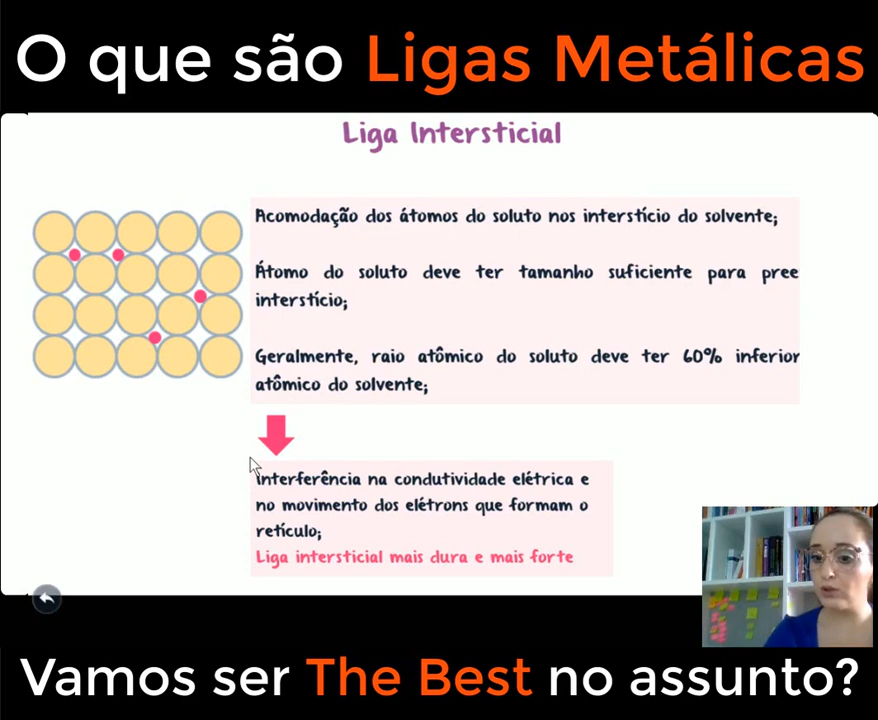 O que são Ligas Metálicas
Liga Intersticial
Acomodação dos átomos do soluto nos interstício do solvente;
Átomo do soluto deve ter tamanho suficiente para pree
interstício;
Geralmente, raio atômico do soluto deve ter 60% inferior
atômico do solvente;
Interferência na condutividade elétrica e
no movimento dos elétrons que formam o
retículo;
Liga intersticial mais dura e mais forte
Vamos ser The Best no assunto?